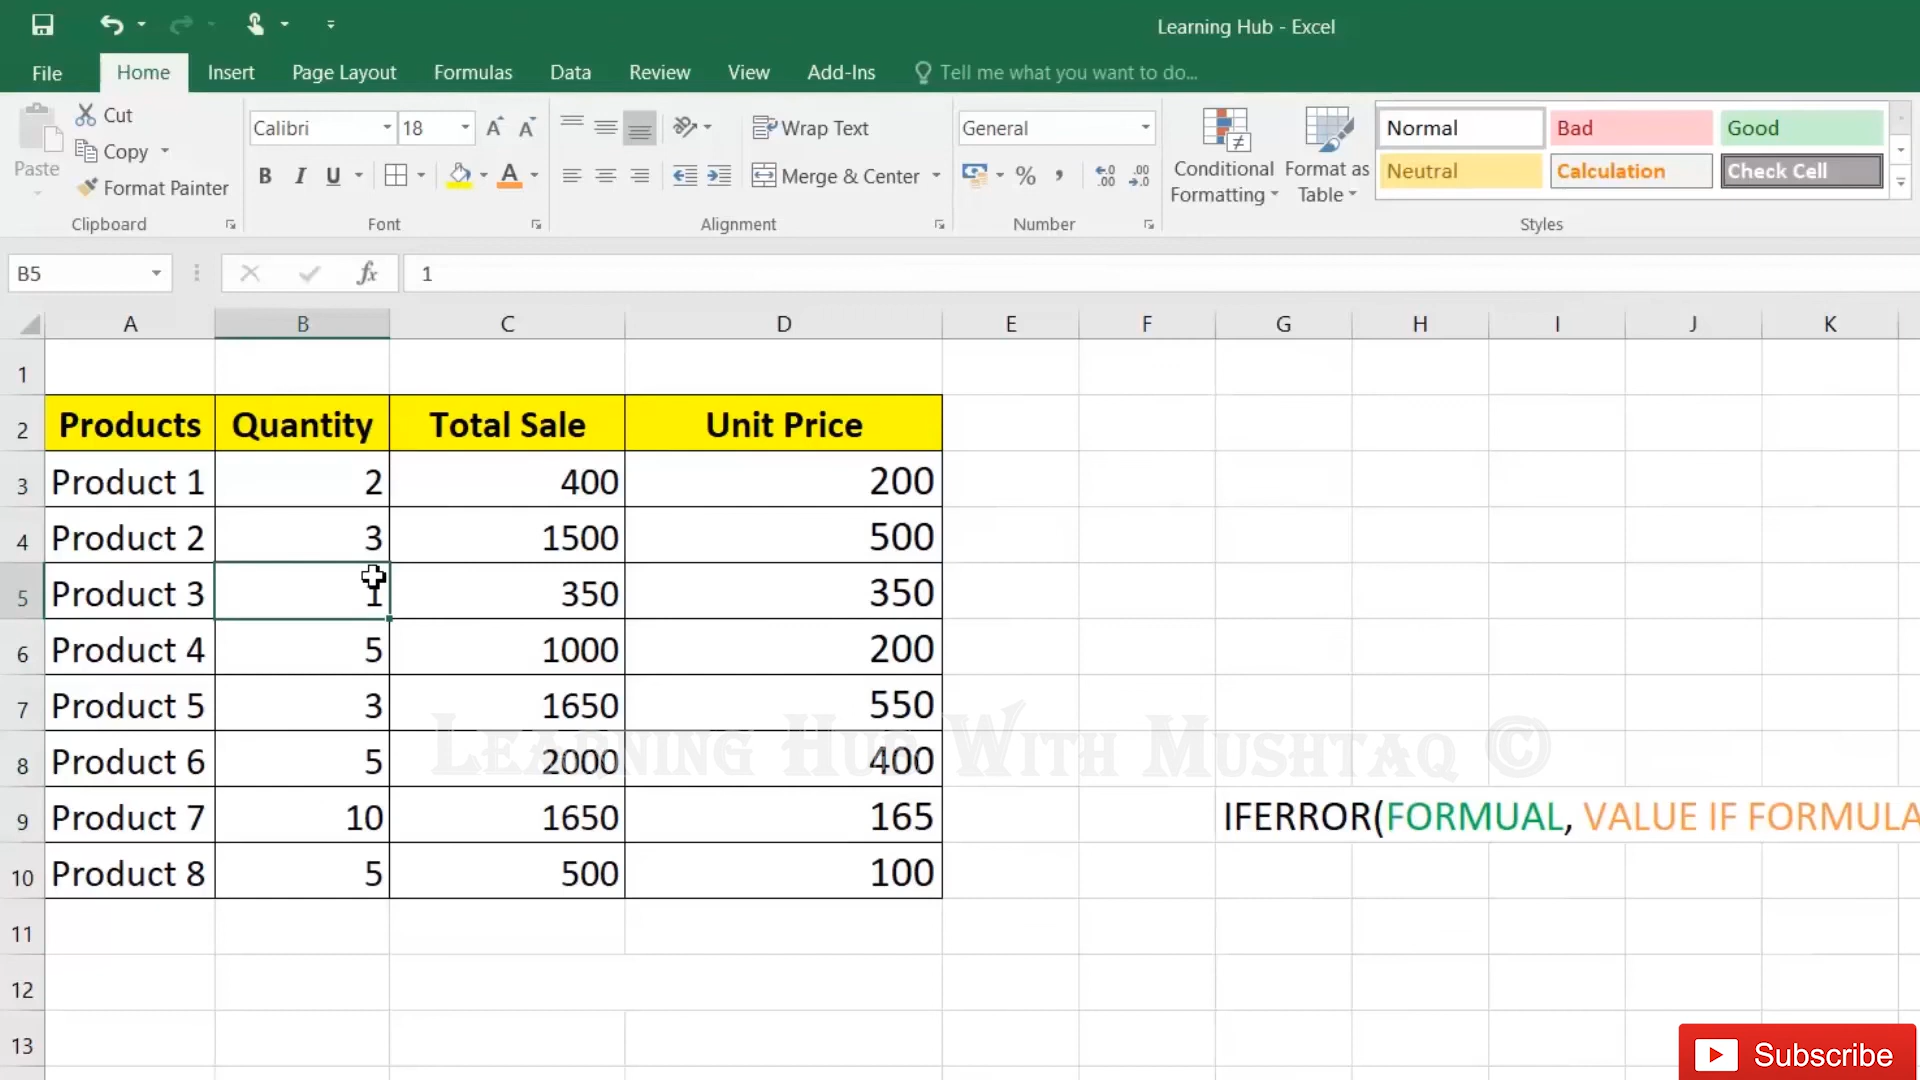 Learning Hub - Excel
File Home Insert Page Layout Formulas Data Review View Add-Ins Tell me what you want to do...
Paste
Cut
Copy
Format Painter
Clipboard
Calibri 18
B I U A
Font
Wrap Text
Merge & Center
Alignment
General
% , .00
Number
Conditional Formatting
Format as Table
Normal Bad Good
Neutral Calculation Check Cell
Styles
B5 fx 1
A B C D E F G H I J K
1
2 Products Quantity Total Sale Unit Price
3 Product 1 2 400 200
4 Product 2 3 1500 500
5 Product 3 1 350 350
6 Product 4 5 1000 200
7 Product 5 3 1650 550
Learning Hub With Mushtaq ©
8 Product 6 5 2000 400
9 Product 7 10 1650 165 IFERROR(FORMUAL, VALUE IF FORMULA
10 Product 8 5 500 100
11
12
13
Subscribe